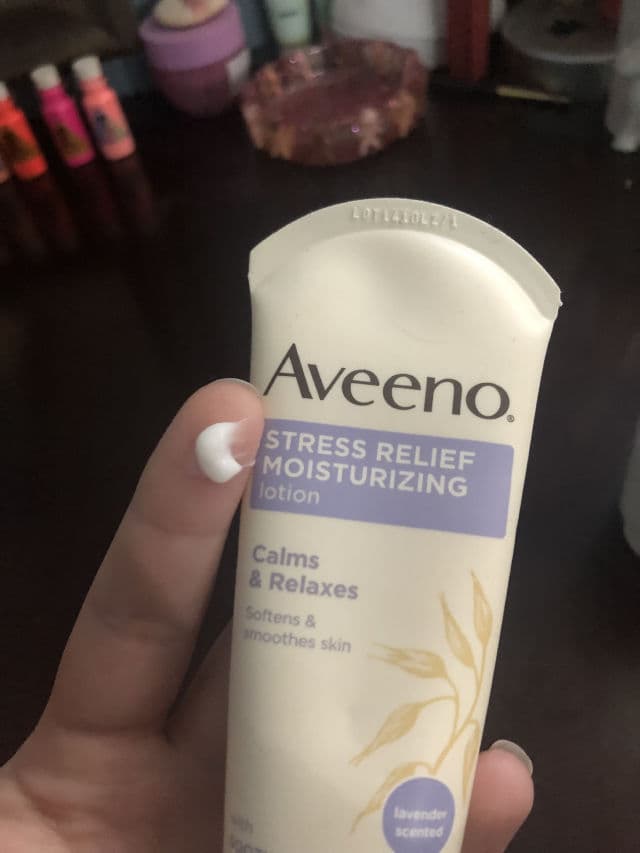 Aveeno®
STRESS RELIEF
MOISTURIZING
lotion
Calms
& Relaxes
Softens &
smoothes skin
lavender
scented